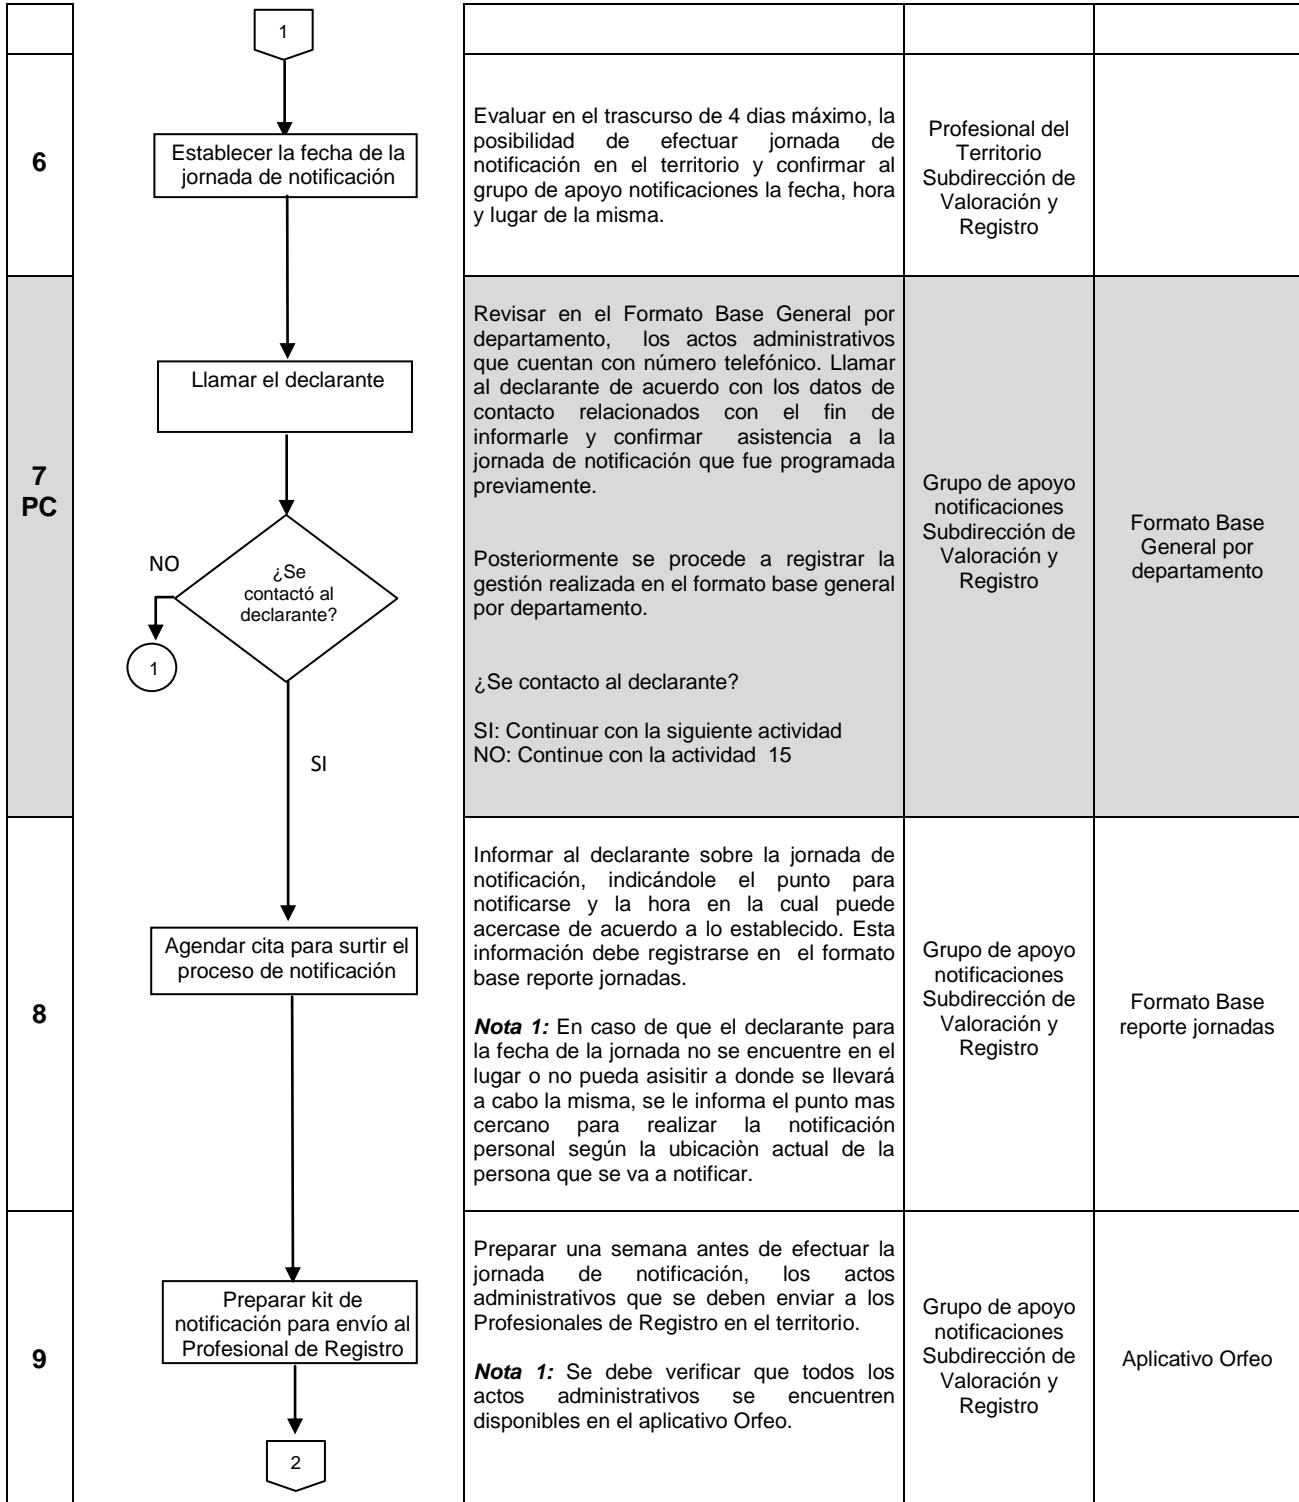 1
6
Establecer la fecha de la
jornada de notificación
Evaluar en el trascurso de 4 dias máximo, la
posibilidad de efectuar jornada de
notificación en el territorio y confirmar al
grupo de apoyo notificaciones la fecha, hora
y lugar de la misma.
Profesional del
Territorio
Subdirección de
Valoración y
Registro
7
PC
Llamar el declarante
NO
¿Se
contactó al
declarante?
1
SI
Revisar en el Formato Base General por
departamento, los actos administrativos
que cuentan con número telefónico. Llamar
al declarante de acuerdo con los datos de
contacto relacionados con el fin de
informarle y confirmar asistencia a la
jornada de notificación que fue programada
previamente.
Posteriormente se procede a registrar la
gestión realizada en el formato base general
por departamento.
¿Se contacto al declarante?
SI: Continuar con la siguiente actividad
NO: Continue con la actividad 15
Grupo de apoyo
notificaciones
Subdirección de
Valoración y
Registro
Formato Base
General por
departamento
8
Agendar cita para surtir el
proceso de notificación
Informar al declarante sobre la jornada de
notificación, indicándole el punto para
notificarse y la hora en la cual puede
acercase de acuerdo a lo establecido. Esta
información debe registrarse en el formato
base reporte jornadas.
Nota 1: En caso de que el declarante para
la fecha de la jornada no se encuentre en el
lugar o no pueda asisitir a donde se llevará
a cabo la misma, se le informa el punto mas
cercano para realizar la notificación
personal según la ubicaciòn actual de la
persona que se va a notificar.
Grupo de apoyo
notificaciones
Subdirección de
Valoración y
Registro
Formato Base
reporte jornadas
9
Preparar kit de
notificación para envío al
Profesional de Registro
2
Preparar una semana antes de efectuar la
jornada de notificación, los actos
administrativos que se deben enviar a los
Profesionales de Registro en el territorio.
Nota 1: Se debe verificar que todos los
actos administrativos se encuentren
disponibles en el aplicativo Orfeo.
Grupo de apoyo
notificaciones
Subdirección de
Valoración y
Registro
Aplicativo Orfeo